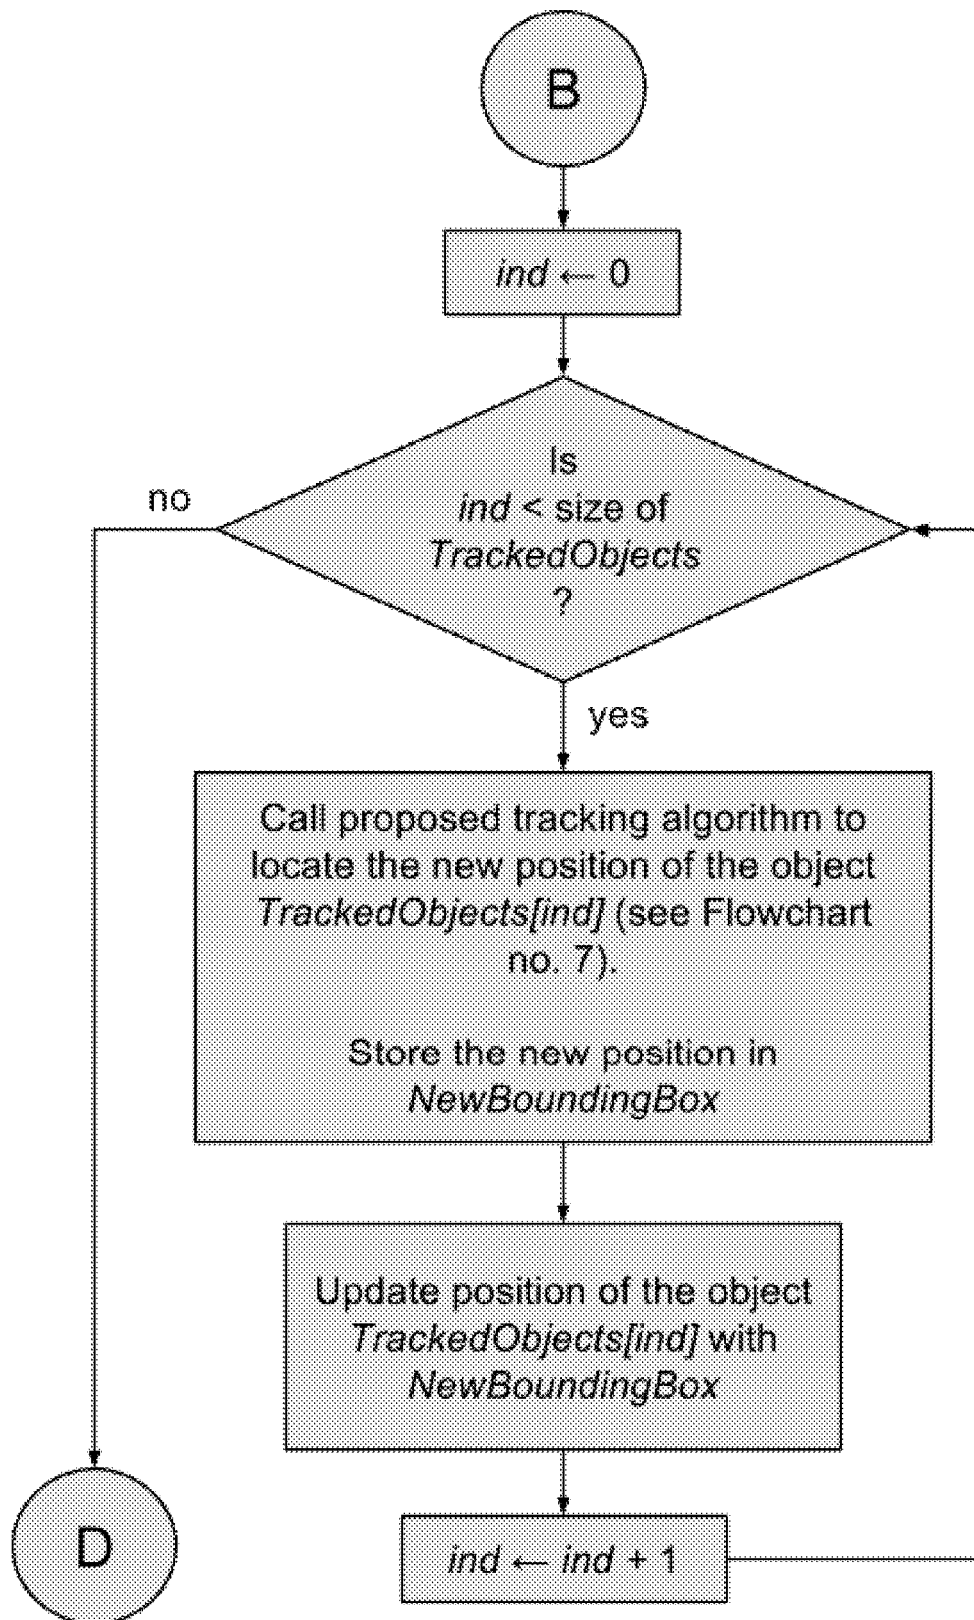 B
ind ← 0
Is
ind < size of
TrackedObjects
?
no
yes
Call proposed tracking algorithm to
locate the new position of the object
TrackedObjects[ind] (see Flowchart
no. 7).
Store the new position in
NewBoundingBox
Update position of the object
TrackedObjects[ind] with
NewBoundingBox
D
ind ← ind + 1